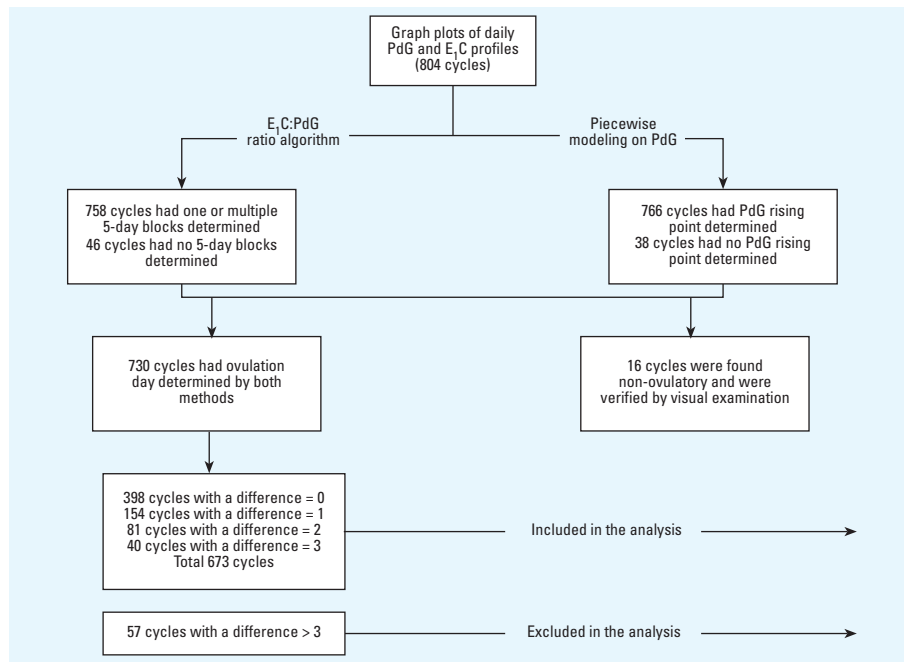 Graph plots of daily
PdG and E₁C profiles
(804 cycles)
E₁C:PdG
ratio algorithm
Piecewise
modeling on PdG
758 cycles had one or multiple
5-day blocks determined
46 cycles had no 5-day blocks
determined
766 cycles had PdG rising
point determined
38 cycles had no PdG rising
point determined
730 cycles had ovulation
day determined by both
methods
16 cycles were found
non-ovulatory and were
verified by visual examination
398 cycles with a difference = 0
154 cycles with a difference = 1
81 cycles with a difference = 2
40 cycles with a difference = 3
Total 673 cycles
Included in the analysis
57 cycles with a difference > 3
Excluded in the analysis